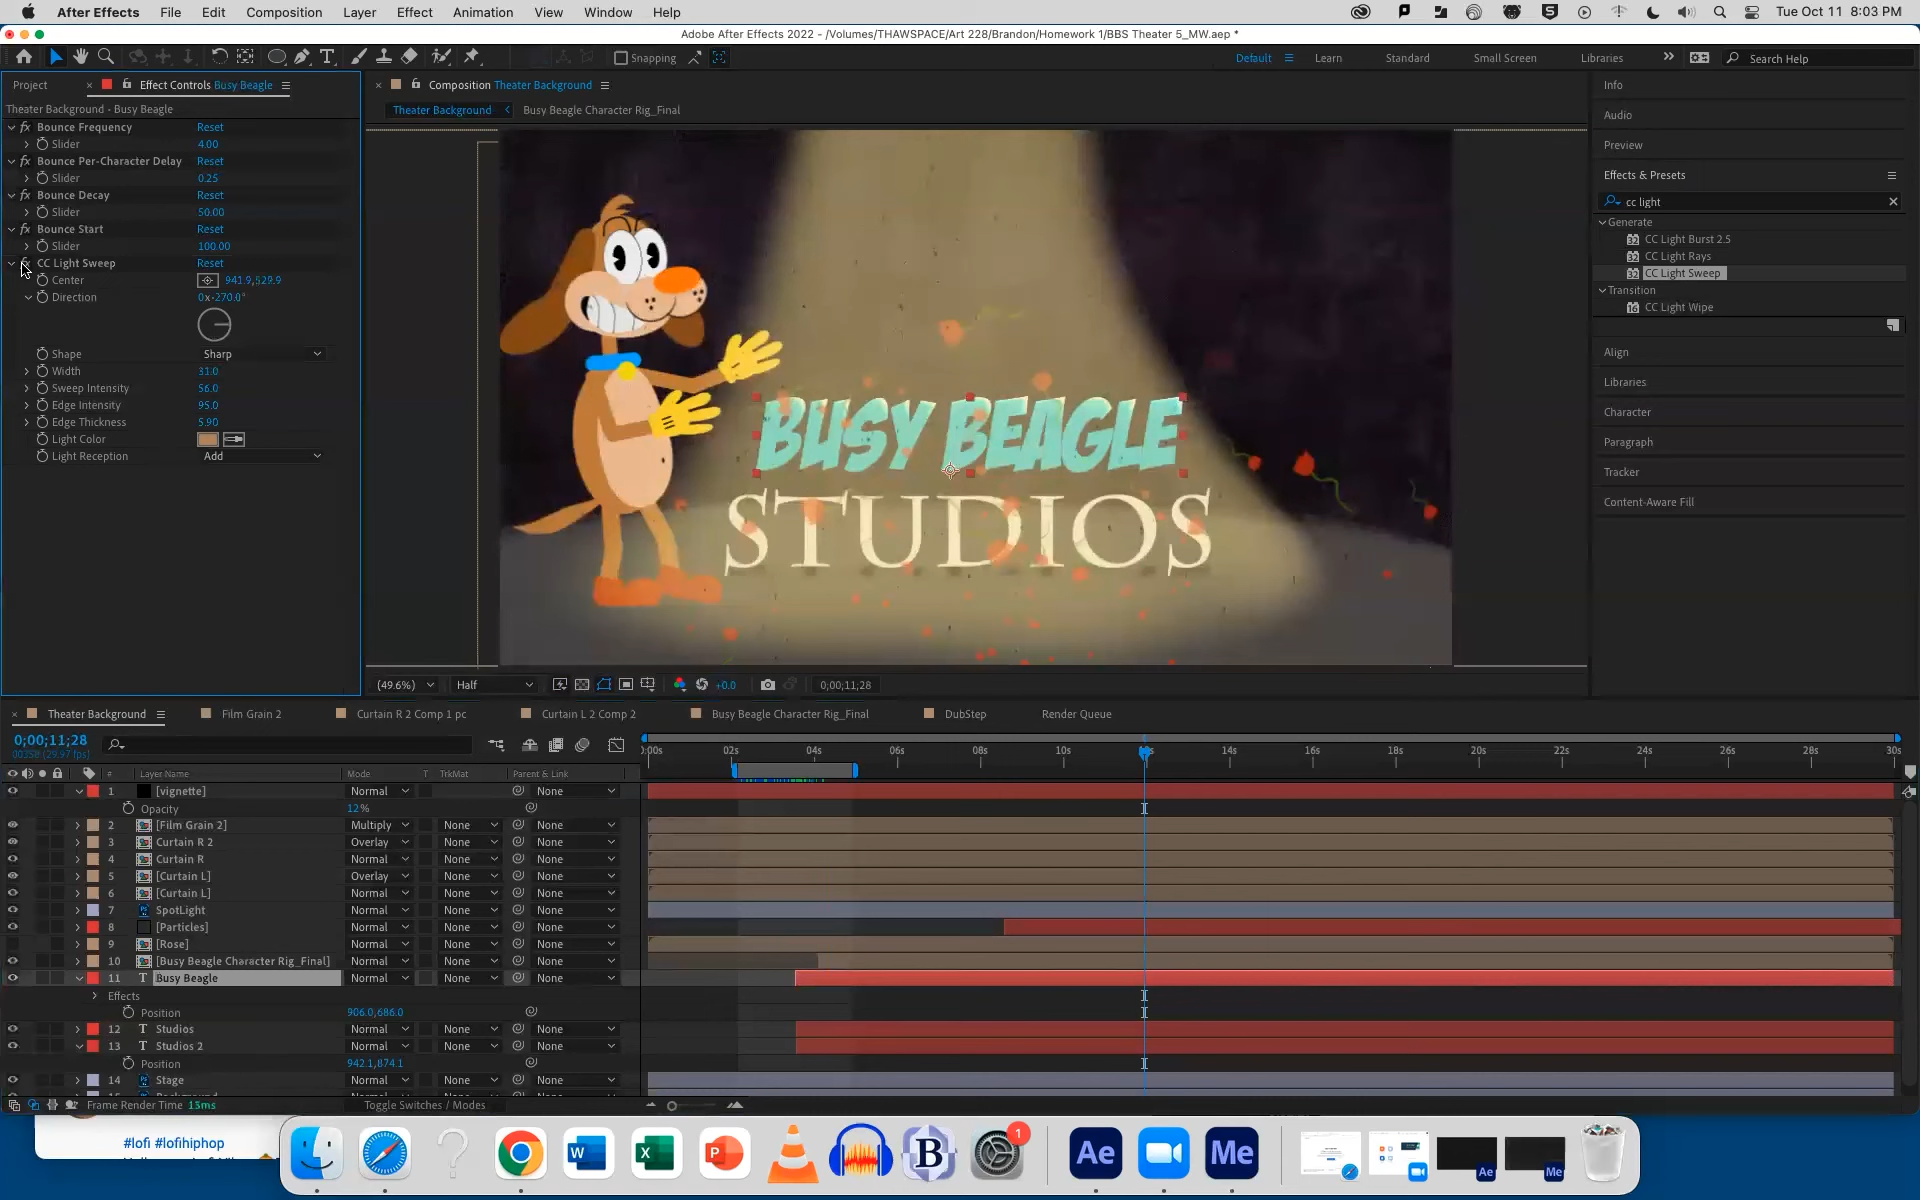 After Effects File Edit Composition Layer Effect Animation View Window Help Tue Oct 11 8:03 PM
Adobe After Effects 2022 - /Volumes/THAWSPACE/Art 228/Brandon/Homework 1/BBS Theater 5_MW.aep *
Snapping Default Learn Standard Small Screen Libraries Search Help
Project Effect Controls Busy Beagle
Theater Background - Busy Beagle
Bounce Frequency Reset
Slider 4.00
Bounce Per-Character Delay Reset
Slider 0.25
Bounce Decay Reset
Slider 50.00
Bounce Start Reset
Slider 100.00
CC Light Sweep Reset
Center 941.9,529.9
Direction 0x-270.0°
Shape Sharp
Width 31.0
Sweep Intensity 56.0
Edge Intensity 95.0
Edge Thickness 5.90
Light Color
Light Reception Add
Composition Theater Background
Theater Background Busy Beagle Character Rig_Final
BUSY BEAGLE
STUDIOS
(49.6%) Half +0.0 0;00;11;28
Info
Audio
Preview
Effects & Presets
cc light
Generate
CC Light Burst 2.5
CC Light Rays
CC Light Sweep
Transition
CC Light Wipe
Align
Libraries
Character
Paragraph
Tracker
Content-Aware Fill
Theater Background Film Grain 2 Curtain R 2 Comp 1 pc Curtain L 2 Comp 2 Busy Beagle Character Rig_Final DubStep Render Queue
0;00;11;28
00358 (29.97 fps)
):00s 02s 04s 06s 08s 10s 14s 16s 18s 20s 22s 24s 26s 28s 30s
# Layer Name Mode T TrkMat Parent & Link
1 [vignette] Normal None
Opacity 12%
2 [Film Grain 2] Multiply None None
3 Curtain R 2 Overlay None None
4 Curtain R Normal None None
5 [Curtain L] Overlay None None
6 [Curtain L] Normal None None
7 SpotLight Normal None None
8 [Particles] Normal None None
9 [Rose] Normal None None
10 [Busy Beagle Character Rig_Final] Normal None None
11 T Busy Beagle Normal None None
Effects
Position 906.0,686.0
12 T Studios Normal None None
13 T Studios 2 Normal None None
Position 942.1,874.1
14 Stage Normal None None
Frame Render Time 15ms Toggle Switches / Modes
#lofi #lofihiphop
W X P B 1 Ae Me Ae Me